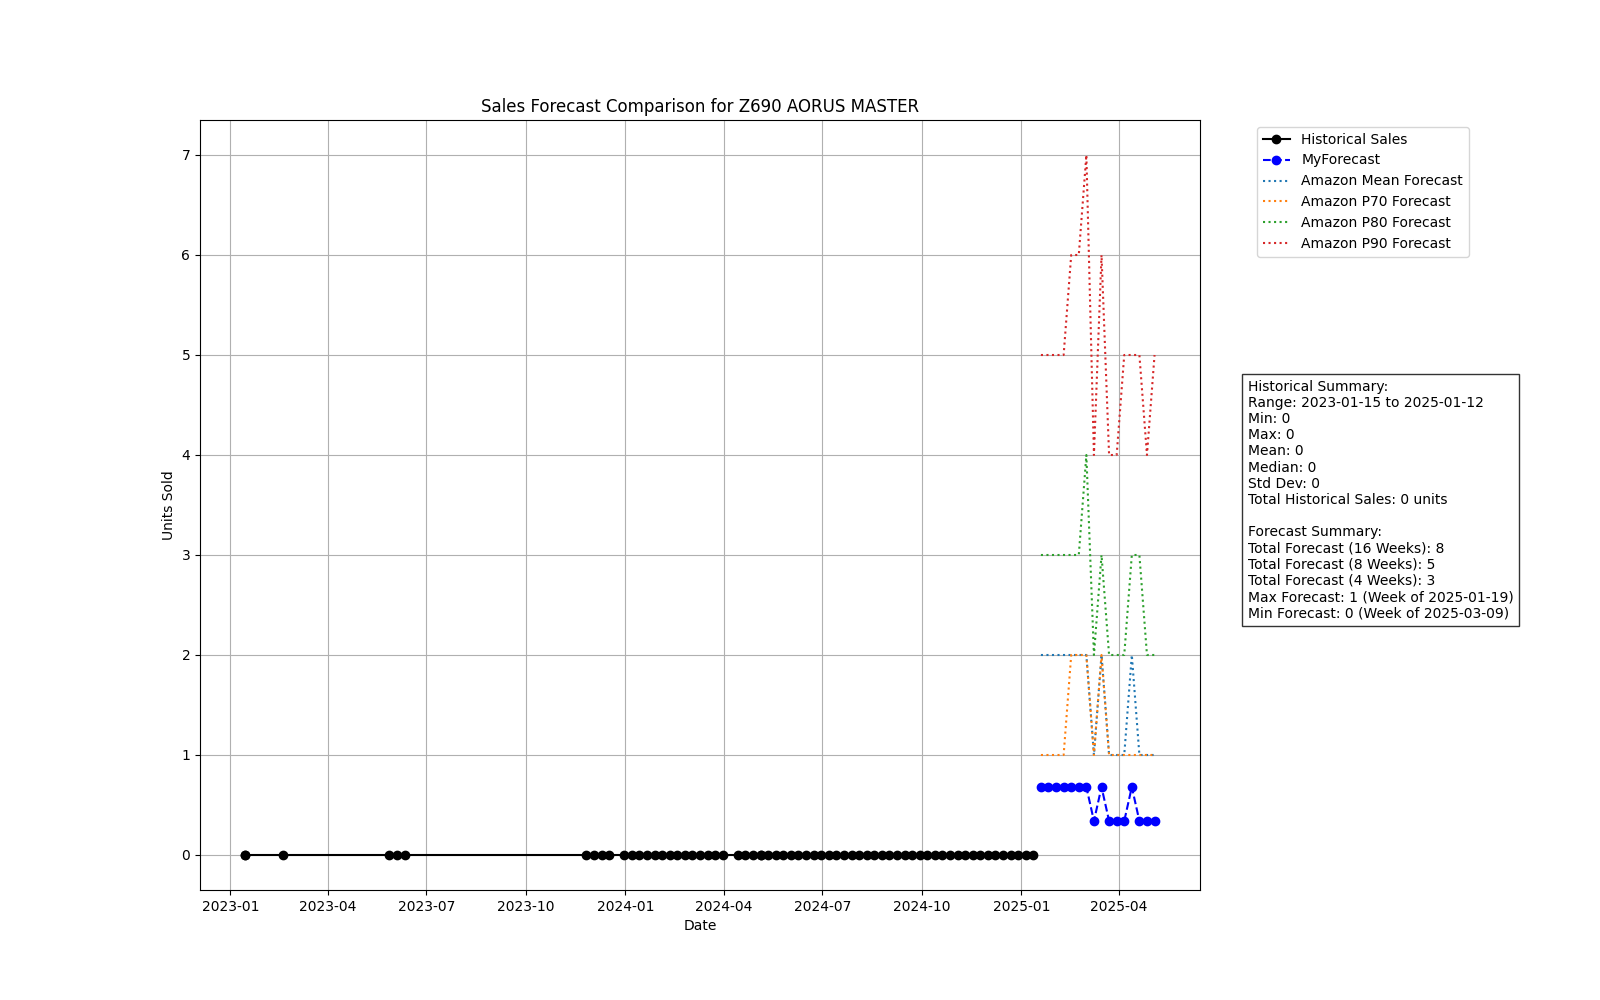 Sales Forecast Comparison for Z690 AORUS MASTER
Historical Sales
MyForecast
Amazon Mean Forecast
Amazon P70 Forecast
Amazon P80 Forecast
Amazon P90 Forecast
7
6
5
4
3
2
1
0
Units Sold
Historical Summary:
Range: 2023-01-15 to 2025-01-12
Min: 0
Max: 0
Mean: 0
Median: 0
Std Dev: 0
Total Historical Sales: 0 units
Forecast Summary:
Total Forecast (16 Weeks): 8
Total Forecast (8 Weeks): 5
Total Forecast (4 Weeks): 3
Max Forecast: 1 (Week of 2025-01-19)
Min Forecast: 0 (Week of 2025-03-09)
2023-01 2023-04 2023-07 2023-10 2024-01 2024-04 2024-07 2024-10 2025-01 2025-04
Date